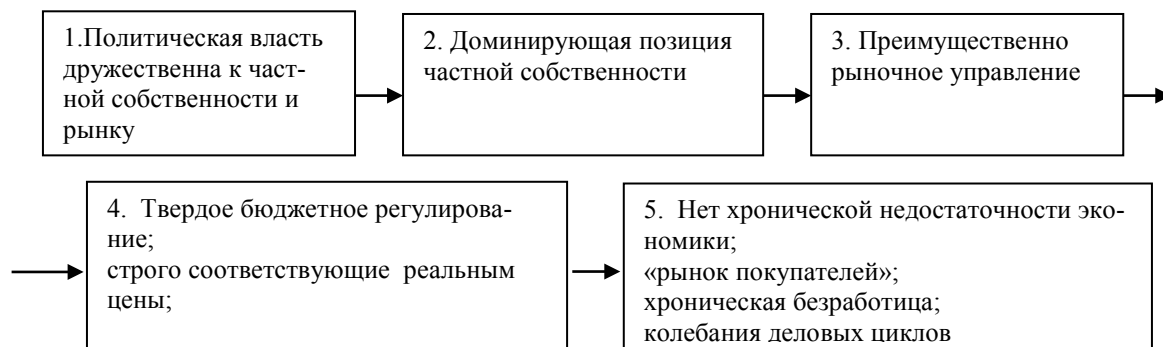 1.Политическая власть
дружественна к част-
ной собственности и
рынку
2. Доминирующая позиция
частной собственности
3. Преимущественно
рыночное управление
4. Твердое бюджетное регулирова-
ние;
строго соответствующие реальным
цены;
5. Нет хронической недостаточности эко-
номики;
«рынок покупателей»;
хроническая безработица;
колебания деловых циклов